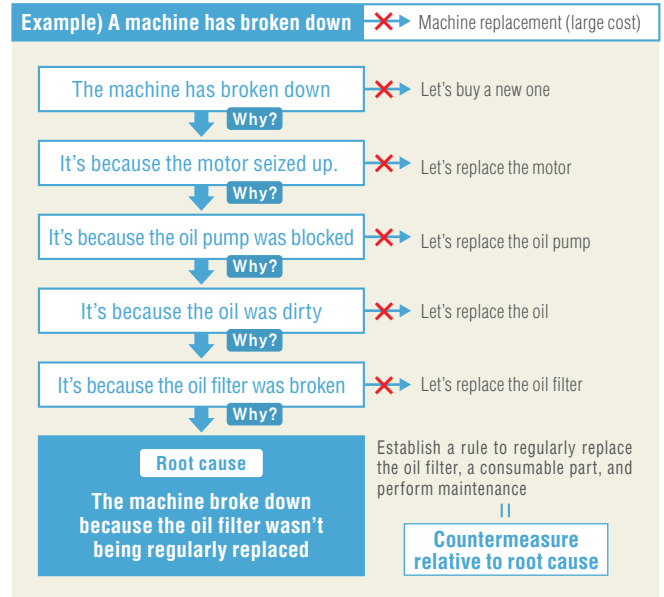 Example) A machine has broken down
Machine replacement (large cost)
The machine has broken down
Let's buy a new one
Why?
It's because the motor seized up.
Let's replace the motor
Why?
It's because the oil pump was blocked
Let's replace the oil pump
Why?
It's because the oil was dirty
Let's replace the oil
Why?
It's because the oil filter was broken
Let's replace the oil filter
Why?
Root cause
The machine broke down
because the oil filter wasn't
being regularly replaced
Establish a rule to regularly replace
the oil filter, a consumable part, and
perform maintenance
Countermeasure
relative to root cause